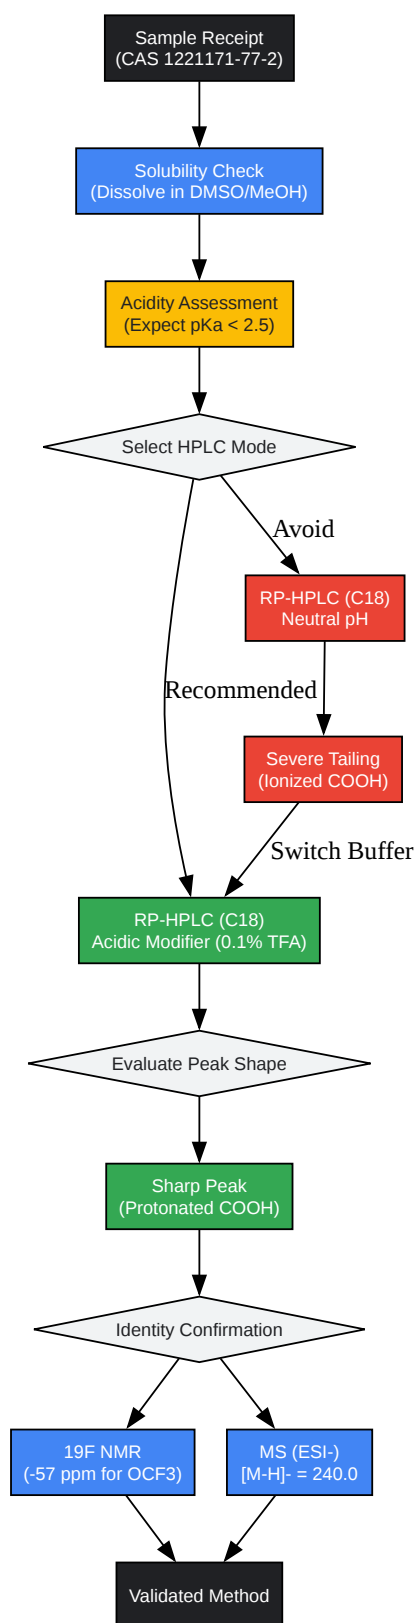 Sample Receipt
(CAS 1221171-77-2)
Solubility Check
(Dissolve in DMSO/MeOH)
Acidity Assessment
(Expect pKa < 2.5)
Select HPLC Mode
Avoid
RP-HPLC (C18)
Neutral pH
Recommended
Severe Tailing
(Ionized COOH)
Switch Buffer
RP-HPLC (C18)
Acidic Modifier (0.1% TFA)
Evaluate Peak Shape
Sharp Peak
(Protonated COOH)
Identity Confirmation
19F NMR
(-57 ppm for OCF3)
MS (ESI-)
[M-H]- = 240.0
Validated Method